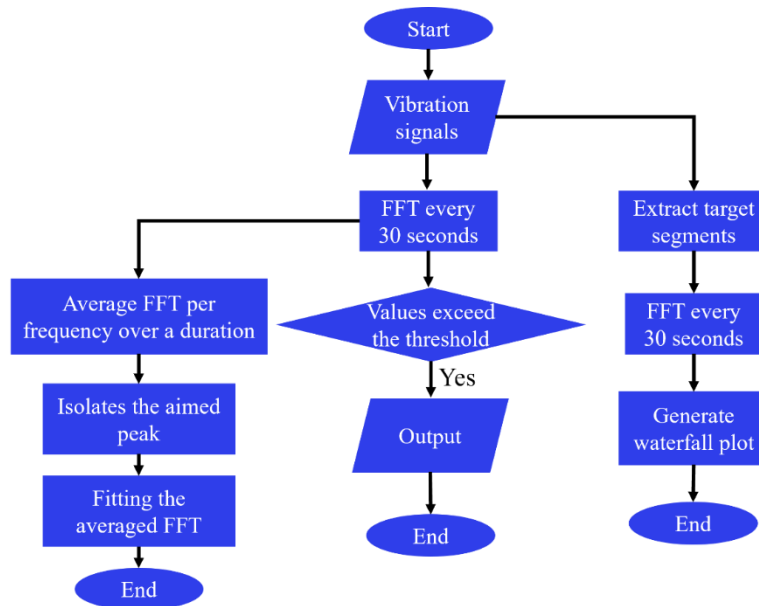 Start
Vibration
signals
FFT every
30 seconds
Extract target
segments
Average FFT per
frequency over a duration
Values exceed
the threshold
FFT every
30 seconds
Yes
Isolates the aimed
peak
Output
Generate
waterfall plot
Fitting the
averaged FFT
End
End
End